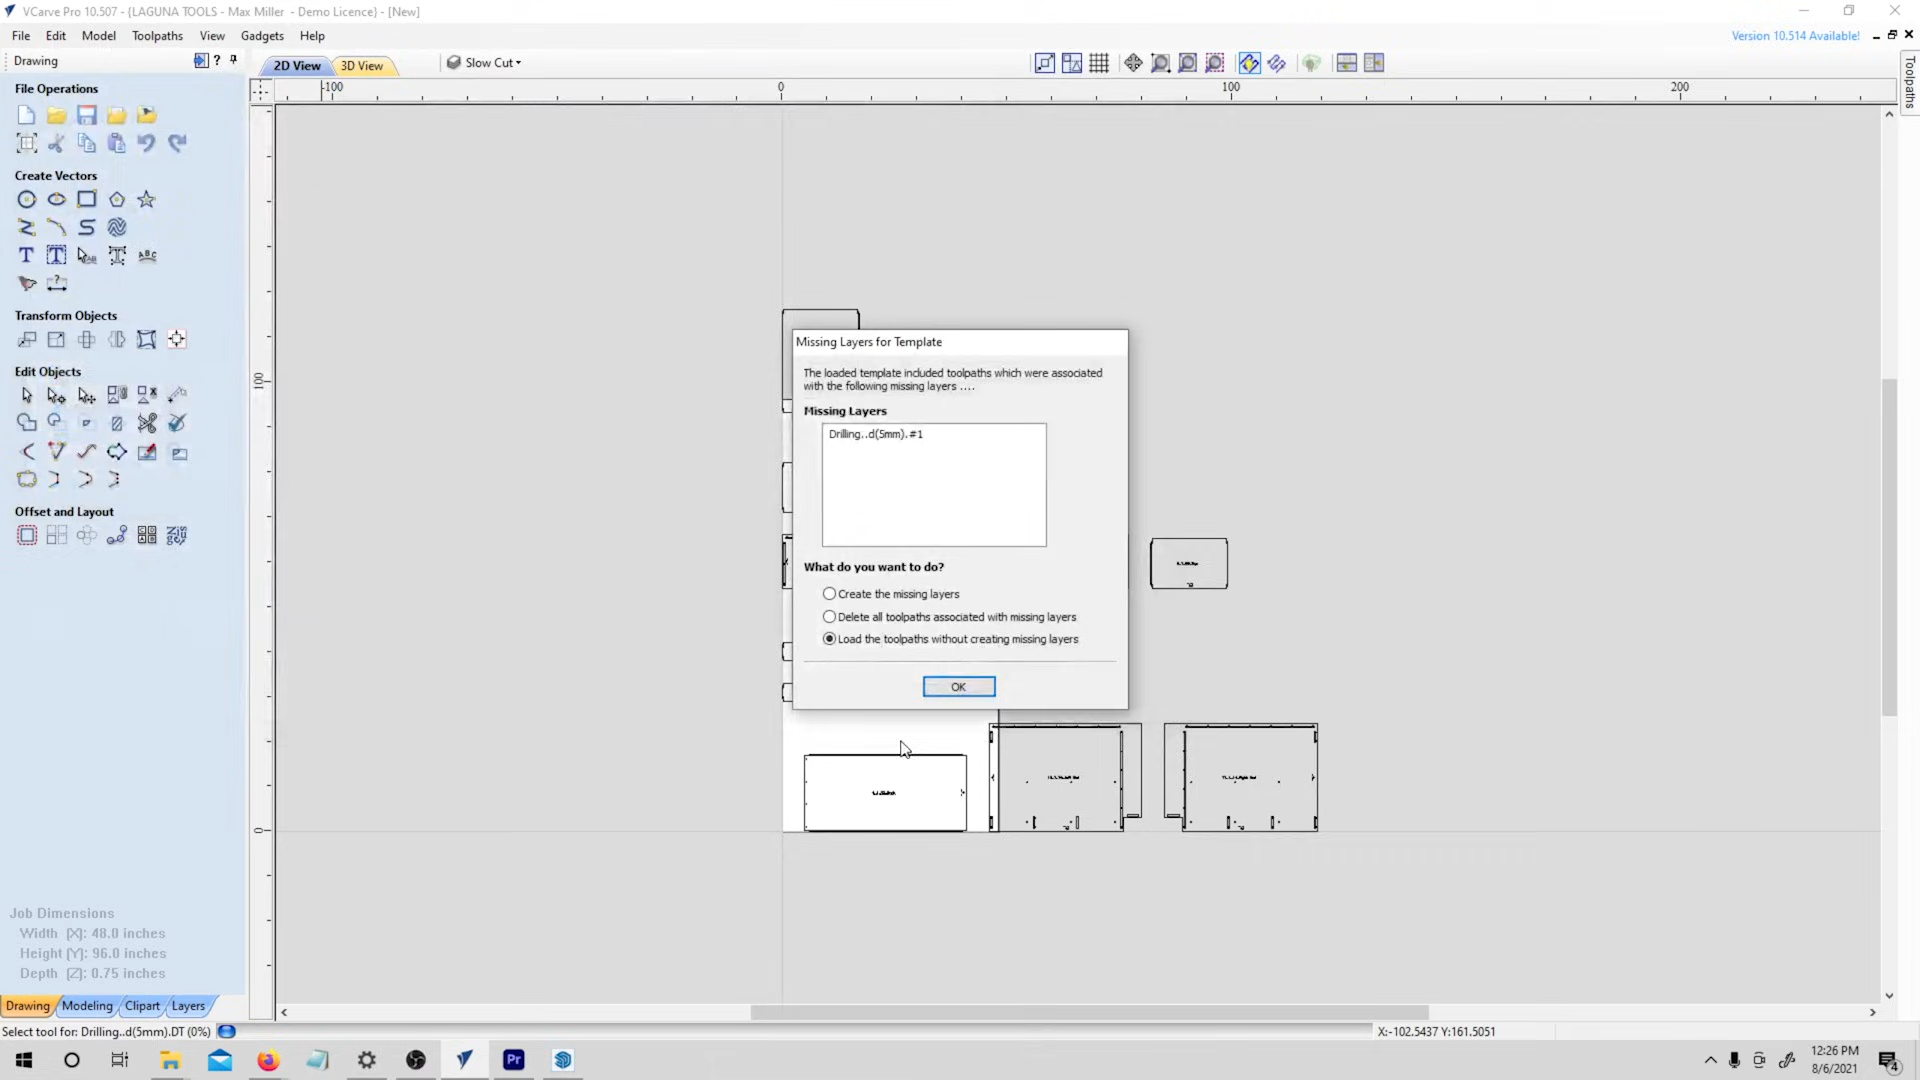 VCarve Pro 10.507 - {LAGUNA TOOLS - Max Miller - Demo Licence} - [New]
File Edit Model Toolpaths View Gadgets Help
Version 10.514 Available!
Drawing
?
2D View 3D View
Slow Cut
Toolpaths
File Operations
-100 0 100 200
Create Vectors
Transform Objects
Edit Objects
Offset and Layout
100
0
Missing Layers for Template
The loaded template included toolpaths which were associated
with the following missing layers ....
Missing Layers
Drilling..d(5mm).#1
What do you want to do?
Create the missing layers
Delete all toolpaths associated with missing layers
Load the toolpaths without creating missing layers
OK
Job Dimensions
Width (X): 48.0 inches
Height (Y): 96.0 inches
Depth (Z): 0.75 inches
Drawing Modeling Clipart Layers
Select tool for: Drilling..d(5mm).DT (0%)
X:-102.5437 Y:161.5051
Pr
12:26 PM
8/6/2021
4